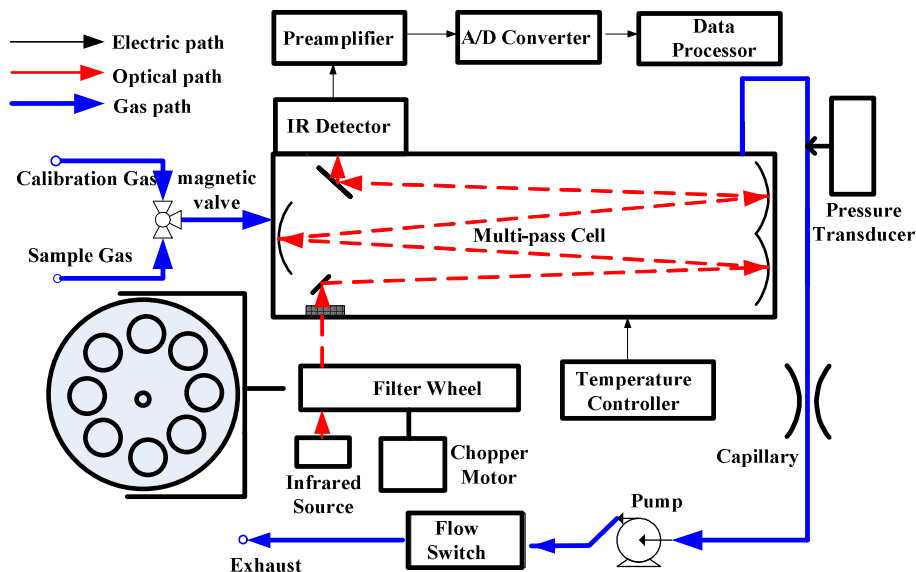 Electric path
Optical path
Gas path
Preamplifier
A/D Converter
Data
Processor
IR Detector
Calibration Gas
magnetic
valve
Sample Gas
Multi-pass Cell
Pressure
Transducer
Filter Wheel
Temperature
Controller
Infrared
Source
Chopper
Motor
Capillary
Pump
Flow
Switch
Exhaust